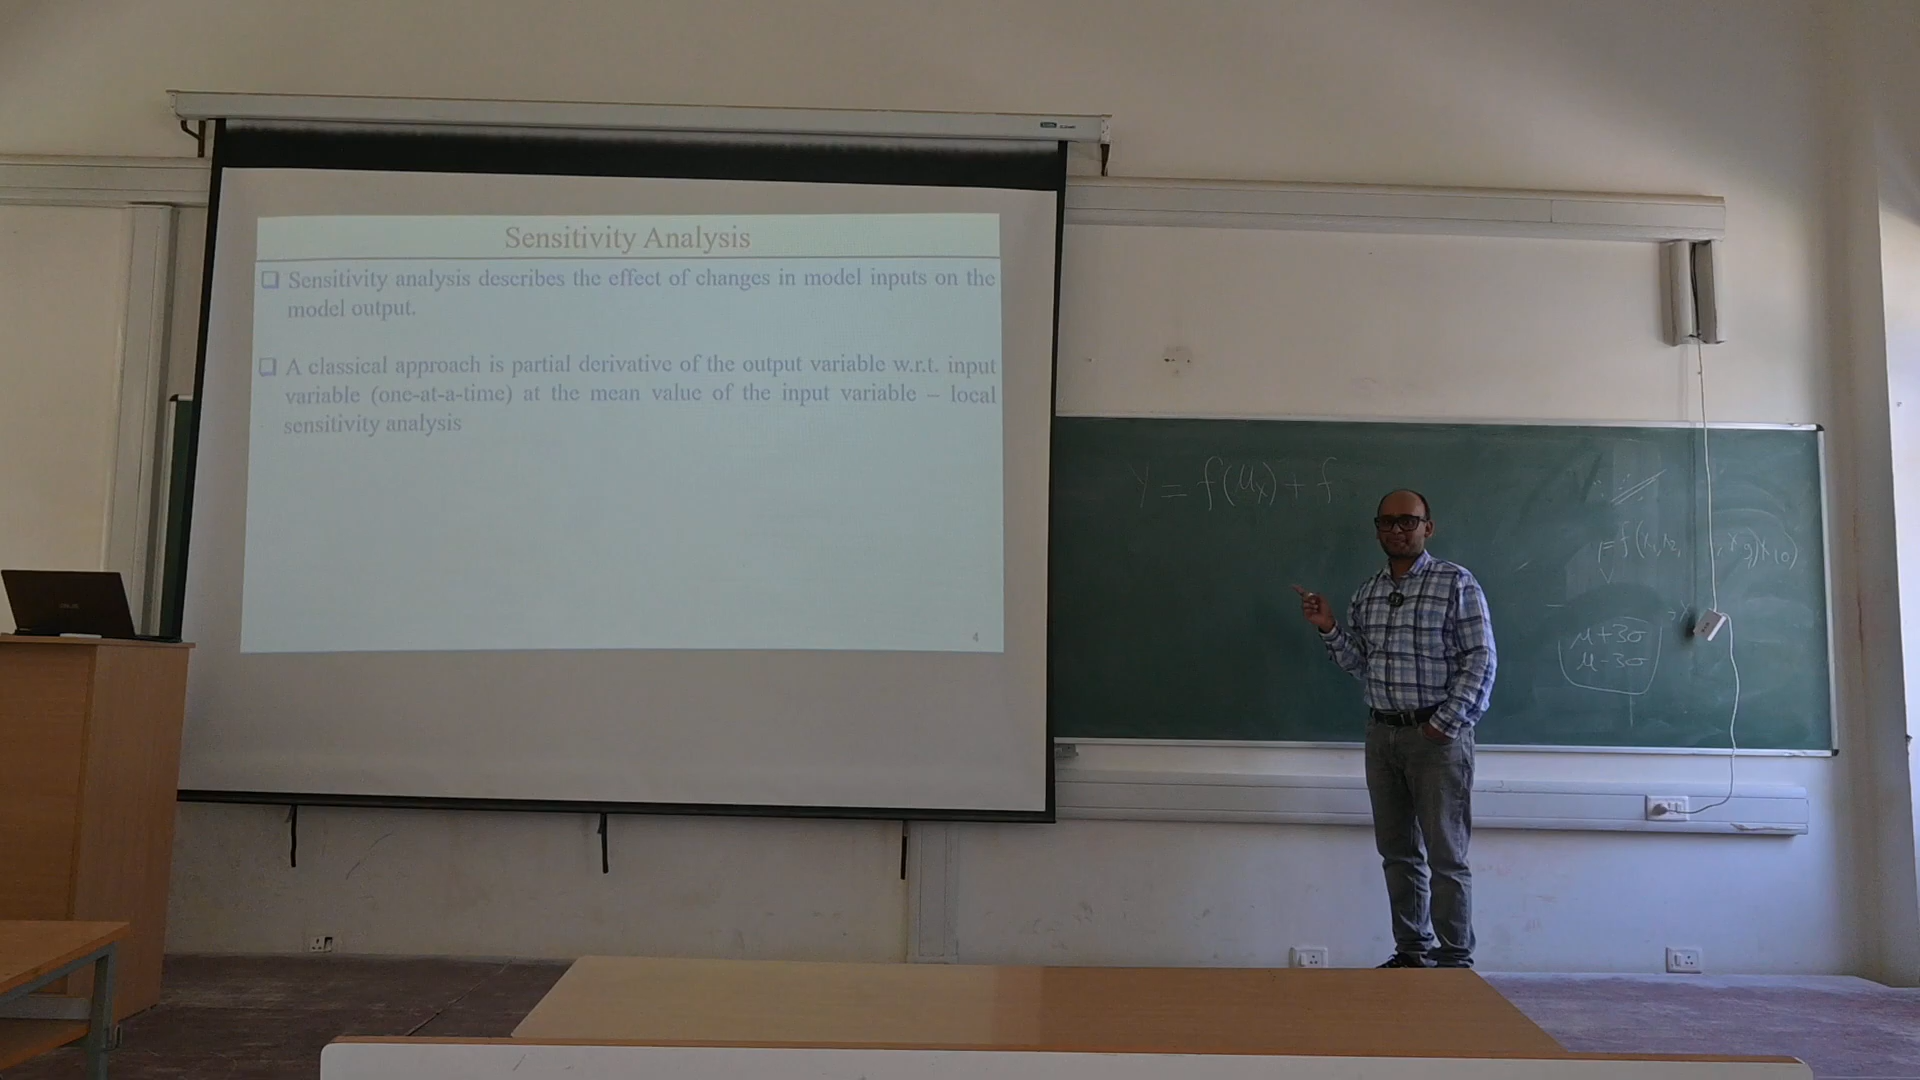 Sensitivity Analysis
❑ Sensitivity analysis describes the effect of changes in model inputs on the
model output.
❑ A classical approach is partial derivative of the output variable w.r.t. input
variable (one-at-a-time) at the mean value of the input variable – local
sensitivity analysis
4
Y = f(μx) + f
μ+3σ
μ-3σ